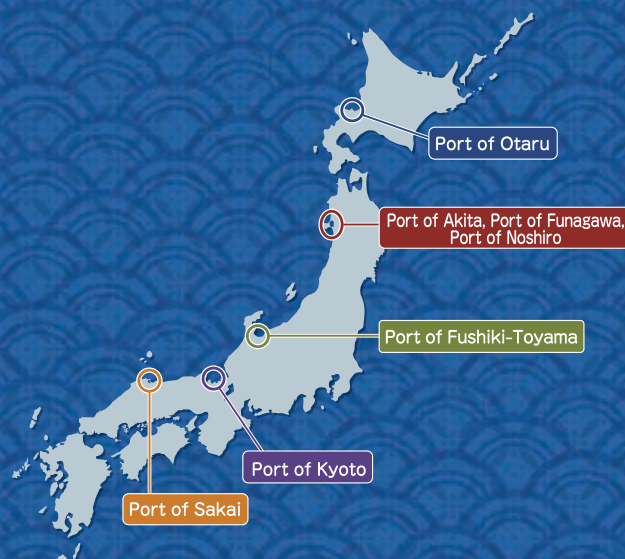 Port of Otaru
Port of Akita, Port of Funagawa,
Port of Noshiro
Port of Fushiki-Toyama
Port of Kyoto
Port of Sakai